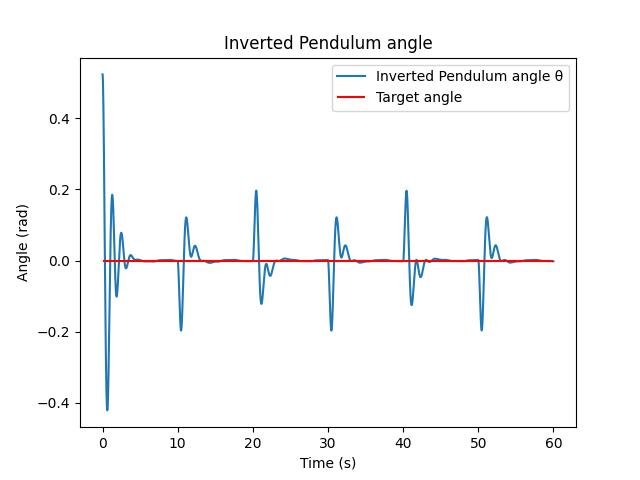 Inverted Pendulum angle
Inverted Pendulum angle θ
Target angle
Angle (rad)
0.4
0.2
0.0
−0.2
−0.4
0 10 20 30 40 50 60
Time (s)